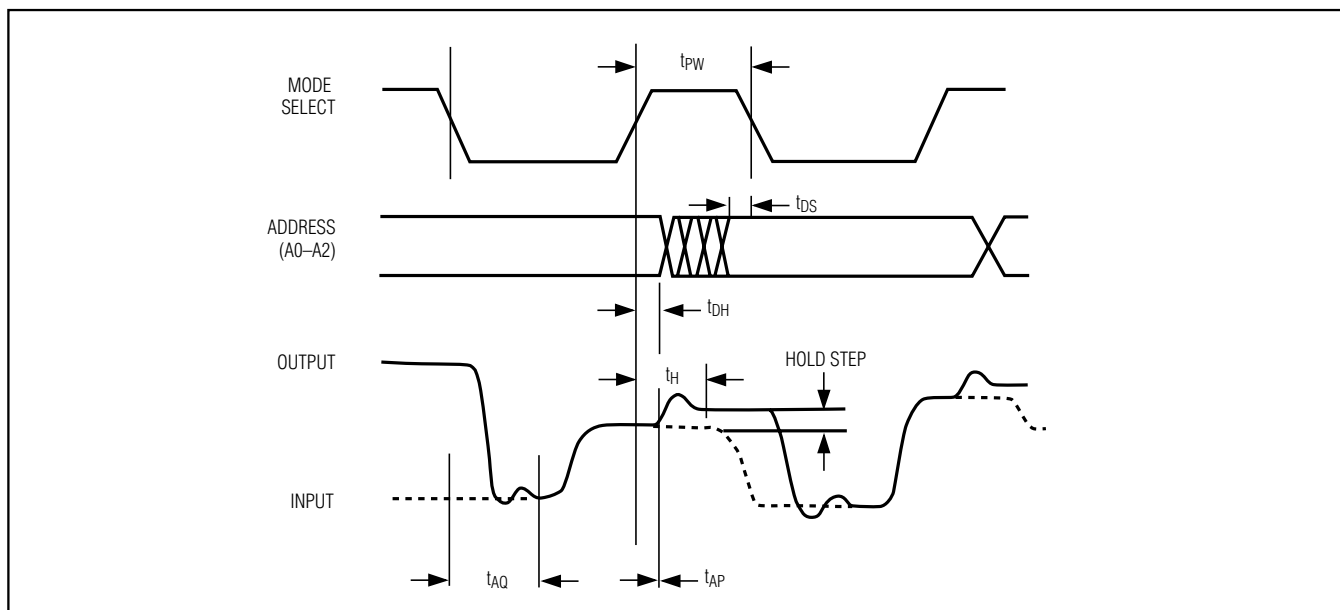 tPW
MODE
SELECT
tDS
ADDRESS
(A0–A2)
tDH
OUTPUT
HOLD STEP
tH
INPUT
tAQ
tAP